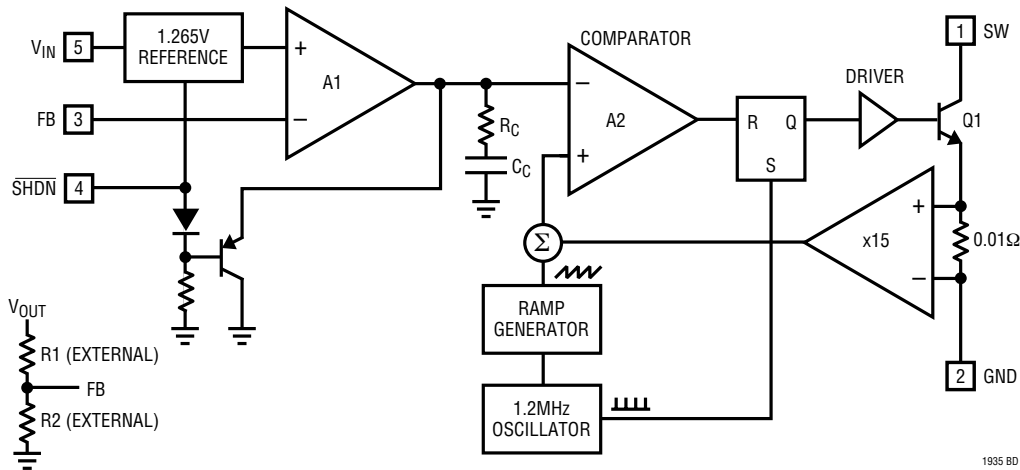 1
SW
COMPARATOR
V_IN
5
1.265V
REFERENCE
+
A1
−
DRIVER
−
A2
+
R
Q
S
Q1
FB
3
R_C
C_C
S̅H̅D̅N̅
4
Σ
x15
+
−
0.01Ω
RAMP
GENERATOR
V_OUT
R1 (EXTERNAL)
FB
R2 (EXTERNAL)
2
GND
1.2MHz
OSCILLATOR
1935 BD